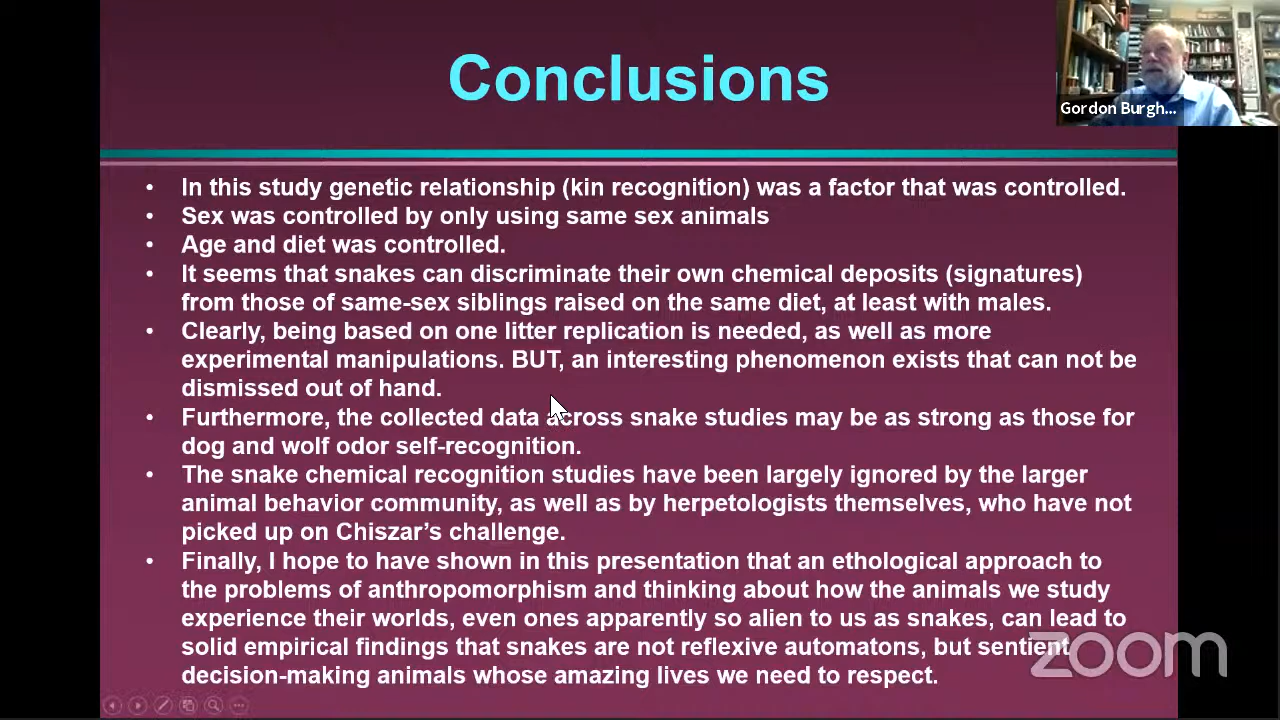 Conclusions
Gordon Burgh...
• In this study genetic relationship (kin recognition) was a factor that was controlled.
• Sex was controlled by only using same sex animals
• Age and diet was controlled.
• It seems that snakes can discriminate their own chemical deposits (signatures)
from those of same-sex siblings raised on the same diet, at least with males.
• Clearly, being based on one litter replication is needed, as well as more
experimental manipulations. BUT, an interesting phenomenon exists that can not be
dismissed out of hand.
• Furthermore, the collected data across snake studies may be as strong as those for
dog and wolf odor self-recognition.
• The snake chemical recognition studies have been largely ignored by the larger
animal behavior community, as well as by herpetologists themselves, who have not
picked up on Chiszar’s challenge.
• Finally, I hope to have shown in this presentation that an ethological approach to
the problems of anthropomorphism and thinking about how the animals we study
experience their worlds, even ones apparently so alien to us as snakes, can lead to
solid empirical findings that snakes are not reflexive automatons, but sentient
decision-making animals whose amazing lives we need to respect.
zoom